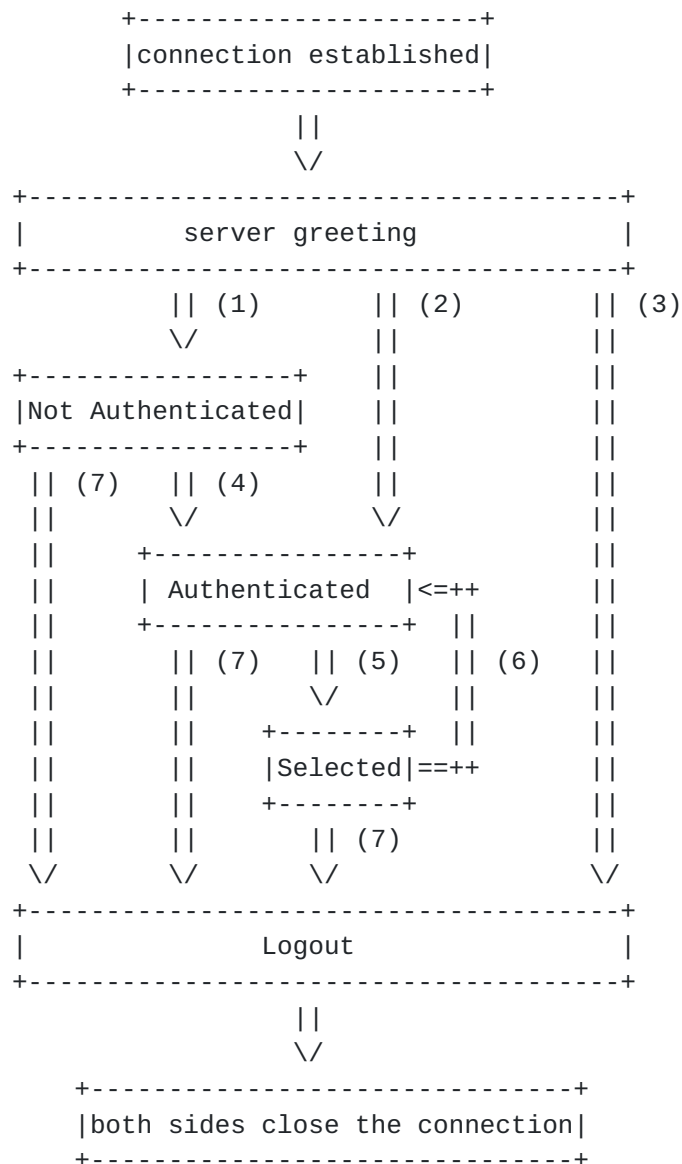 connection established
server greeting
(1) (2) (3)
Not Authenticated
(7) (4)
Authenticated
(7) (5) (6)
Selected
(7)
Logout
both sides close the connection